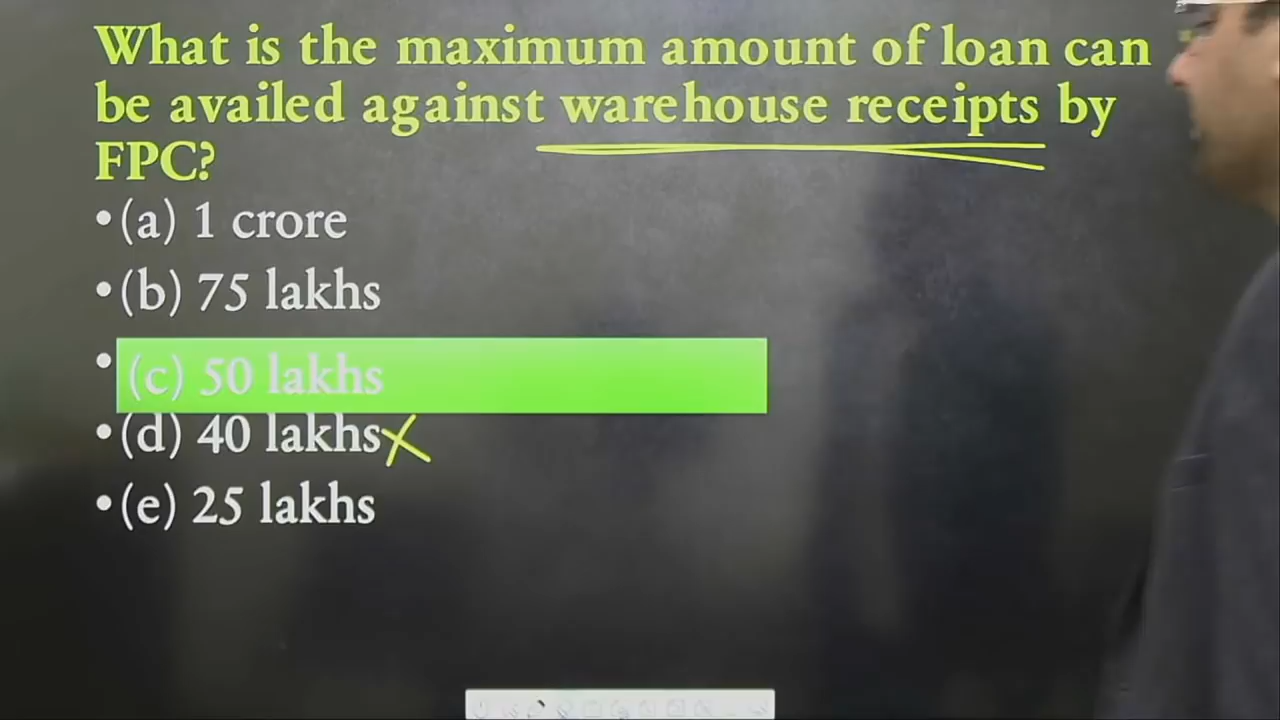 What is the maximum amount of loan can
be availed against warehouse receipts by
FPC?
•(a) 1 crore
•(b) 75 lakhs
•(c) 50 lakhs
•(d) 40 lakhs
•(e) 25 lakhs